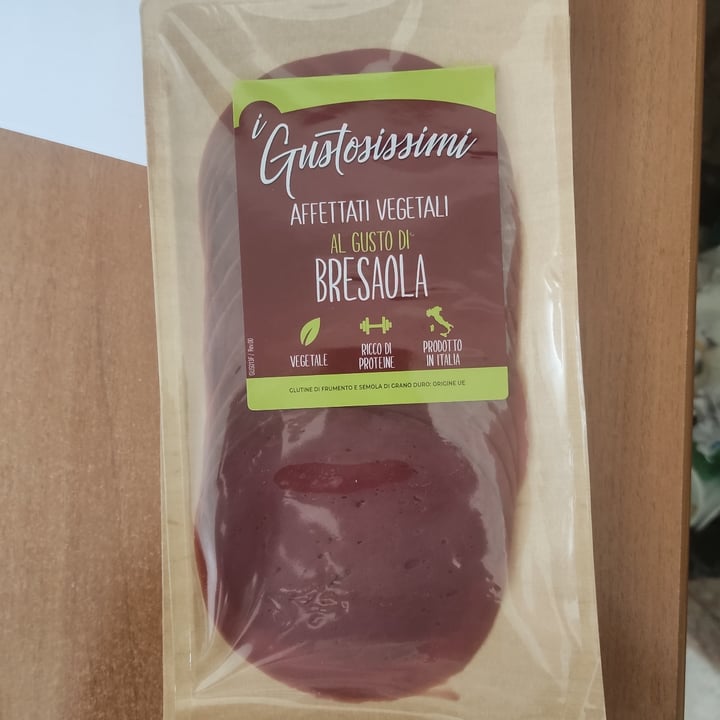 i
Gustosissimi
AFFETTATI VEGETALI
AL GUSTO DI
BRESAOLA
VEGETALE
RICCO DI
PROTEINE
PRODOTTO
IN ITALIA
GLUTINE DI FRUMENTO E SEMOLA DI GRANO DURO: ORIGINE UE